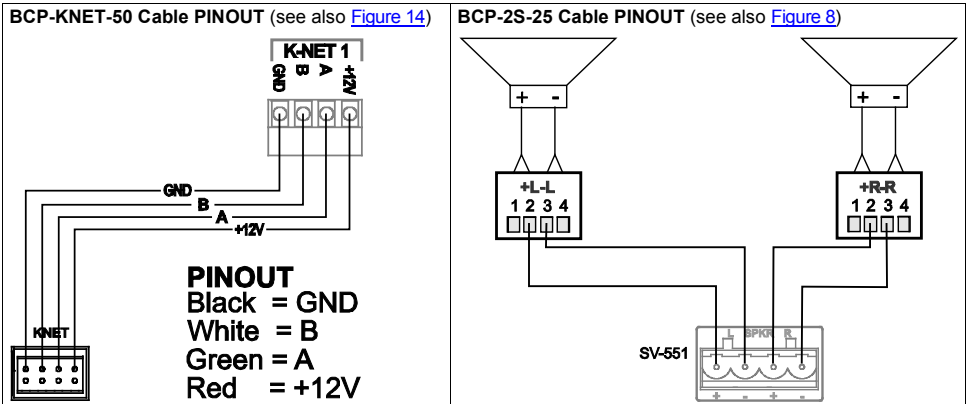 BCP-KNET-50 Cable PINOUT (see also Figure 14)
K-NET 1
GND B A +12V
GND
B
A
+12V
KNET
PINOUT
Black = GND
White = B
Green = A
Red = +12V
BCP-2S-25 Cable PINOUT (see also Figure 8)
+ -
+ -
+L-L
1 2 3 4
+R-R
1 2 3 4
SV-551
L SPKR R
+ - + -